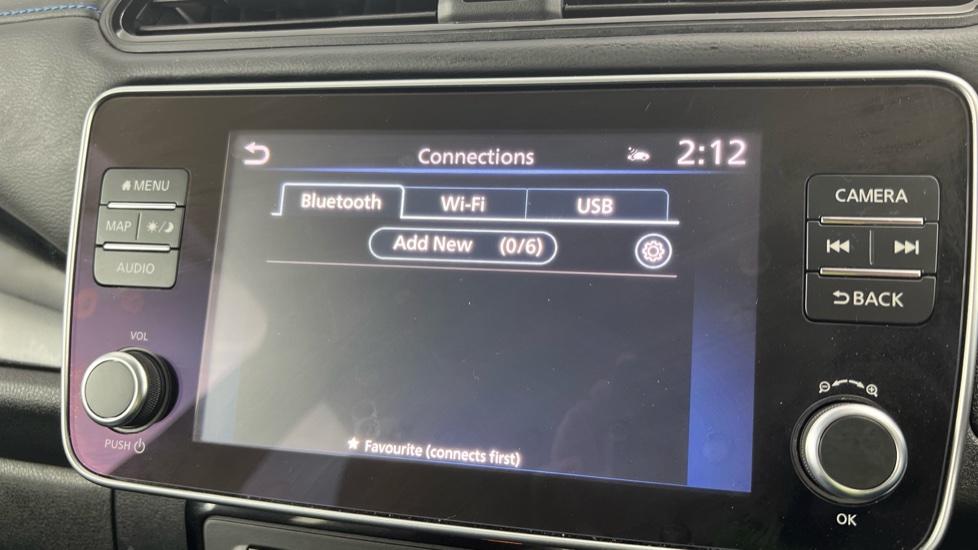 Connections 2:12
Bluetooth Wi-Fi USB
Add New (0/6)
★ Favourite (connects first)
MENU
MAP
AUDIO
VOL
PUSH
CAMERA
BACK
OK